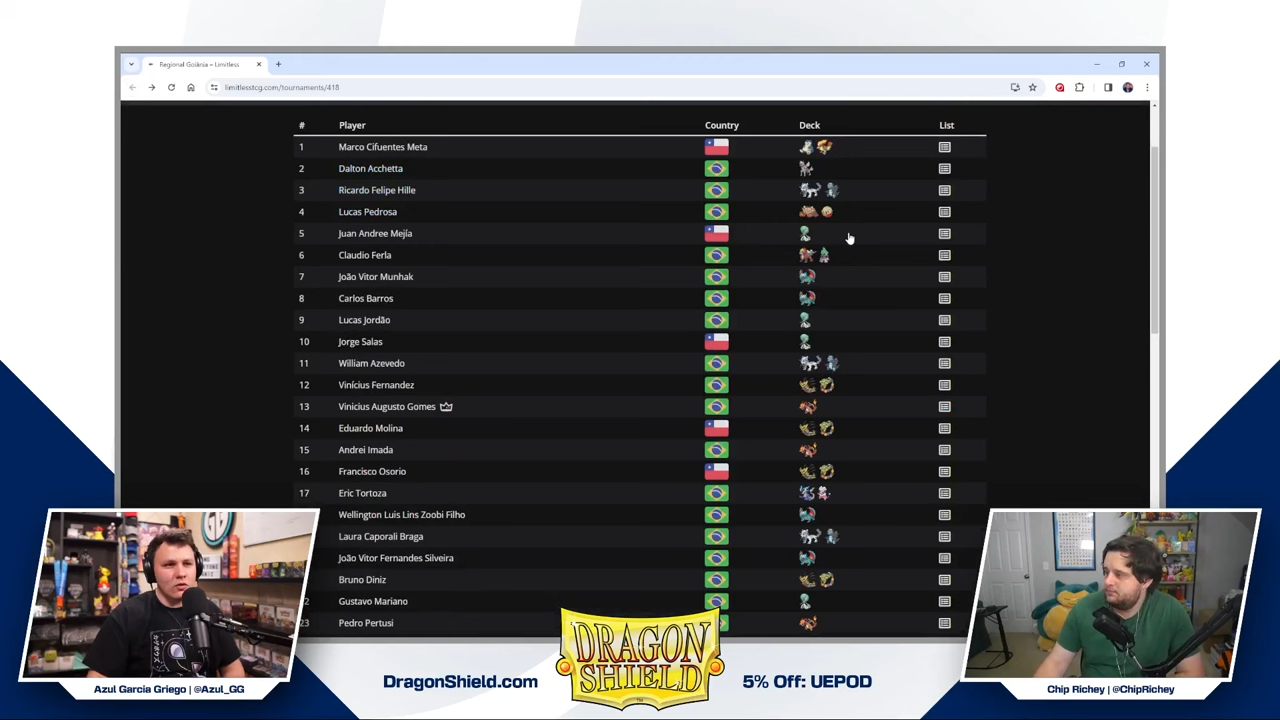 Regional Goiânia – Limitless
limitlesstcg.com/tournaments/418
# Player Country Deck List
1 Marco Cifuentes Meta
2 Dalton Acchetta
3 Ricardo Felipe Hille
4 Lucas Pedrosa
5 Juan Andree Mejía
6 Claudio Ferla
7 João Vitor Munhak
8 Carlos Barros
9 Lucas Jordão
10 Jorge Salas
11 William Azevedo
12 Vinícius Fernandez
13 Vinicius Augusto Gomes
14 Eduardo Molina
15 Andrei Imada
16 Francisco Osorio
17 Eric Tortoza
Wellington Luis Lins Zoobi Filho
Laura Caporali Braga
João Vitor Fernandes Silveira
Bruno Diniz
2 Gustavo Mariano
23 Pedro Pertusi
DRAGON
SHIELD
DragonShield.com
5% Off: UEPOD
Azul Garcia Griego | @Azul_GG
Chip Richey | @ChipRichey